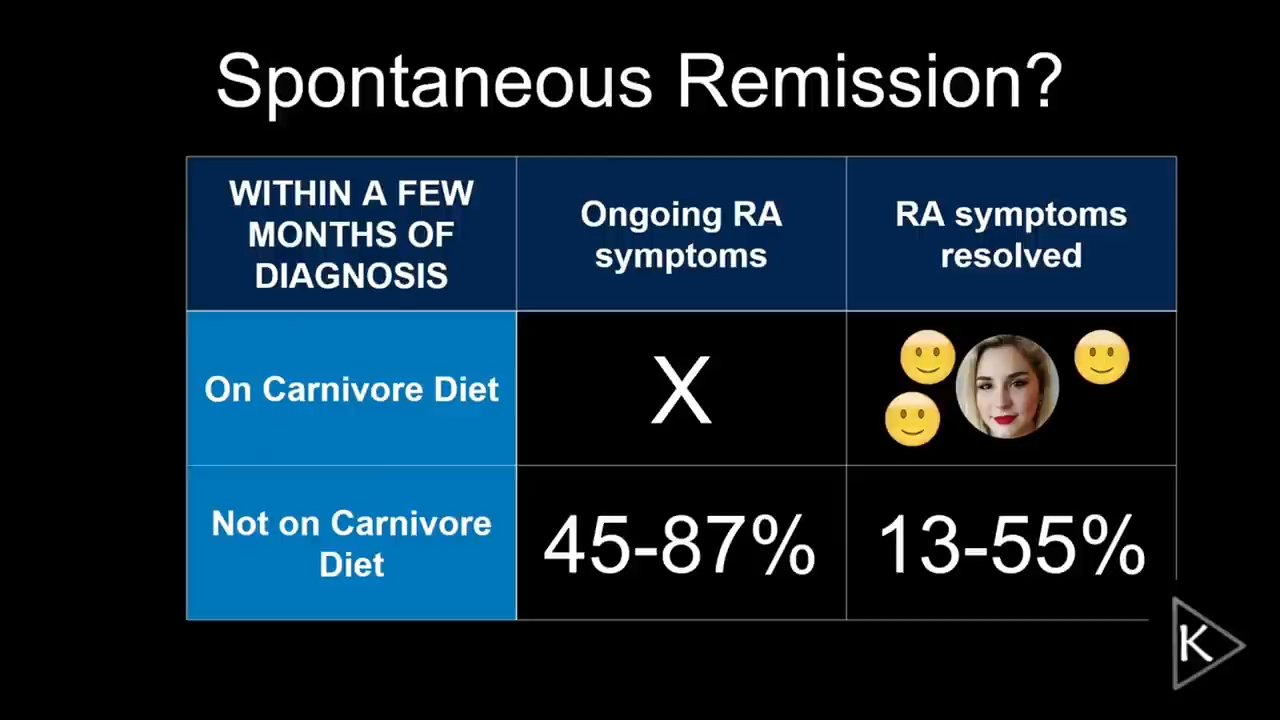 Spontaneous Remission?
WITHIN A FEW
MONTHS OF
DIAGNOSIS
Ongoing RA
symptoms
RA symptoms
resolved
On Carnivore Diet
X
Not on Carnivore
Diet
45-87%
13-55%
K